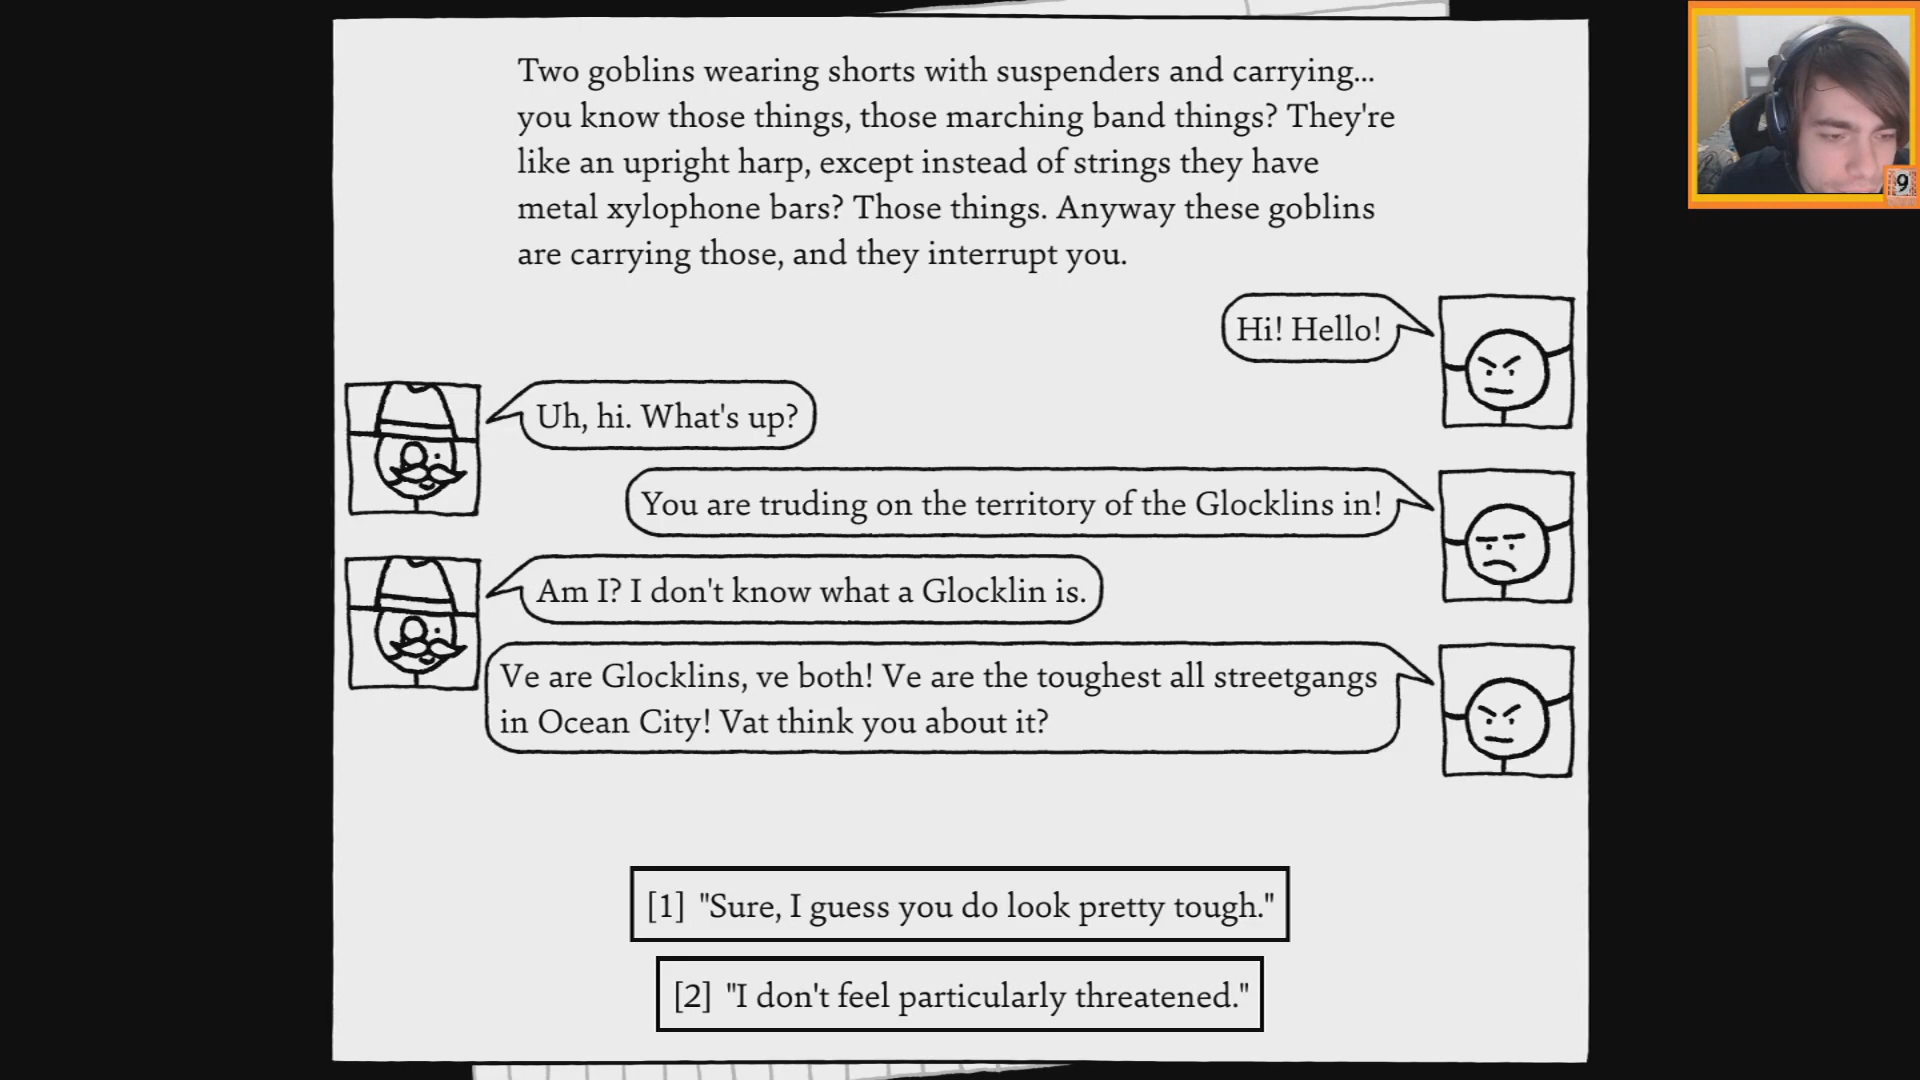 Two goblins wearing shorts with suspenders and carrying...
you know those things, those marching band things? They're
like an upright harp, except instead of strings they have
metal xylophone bars? Those things. Anyway these goblins
are carrying those, and they interrupt you.
Hi! Hello!
Uh, hi. What's up?
You are truding on the territory of the Glocklins in!
Am I? I don't know what a Glocklin is.
Ve are Glocklins, ve both! Ve are the toughest all streetgangs
in Ocean City! Vat think you about it?
[1] "Sure, I guess you do look pretty tough."
[2] "I don't feel particularly threatened."
9